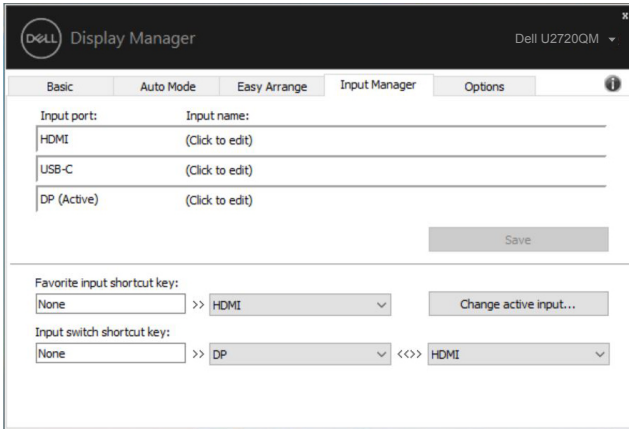 x
DELL Display Manager
Dell U2720QM
Basic Auto Mode Easy Arrange Input Manager Options i
Input port: Input name:
HDMI (Click to edit)
USB-C (Click to edit)
DP (Active) (Click to edit)
Save
Favorite input shortcut key:
None >> HDMI Change active input...
Input switch shortcut key:
None >> DP <<>> HDMI